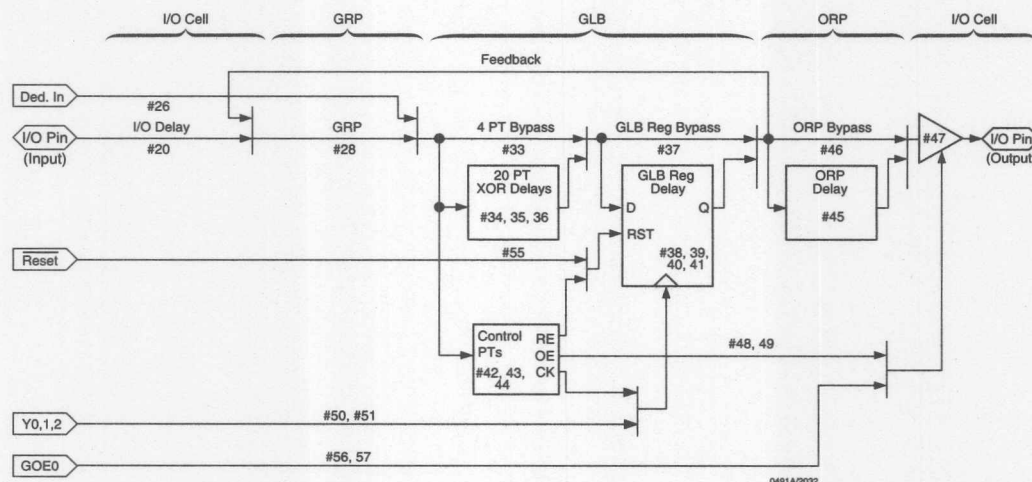 I/O Cell
GRP
GLB
ORP
I/O Cell
Feedback
Ded. In
#26
I/O Pin
(Input)
I/O Delay
#20
GRP
#28
4 PT Bypass
#33
GLB Reg Bypass
#37
ORP Bypass
#46
#47
I/O Pin
(Output)
20 PT
XOR Delays
#34, 35, 36
GLB Reg
Delay
D
Q
RST
#38, 39,
40, 41
ORP
Delay
#45
Reset
#55
Control
PTs
#42, 43,
44
RE
OE
CK
#48, 49
Y0,1,2
#50, #51
GOE0
#56, 57
0491A/2032